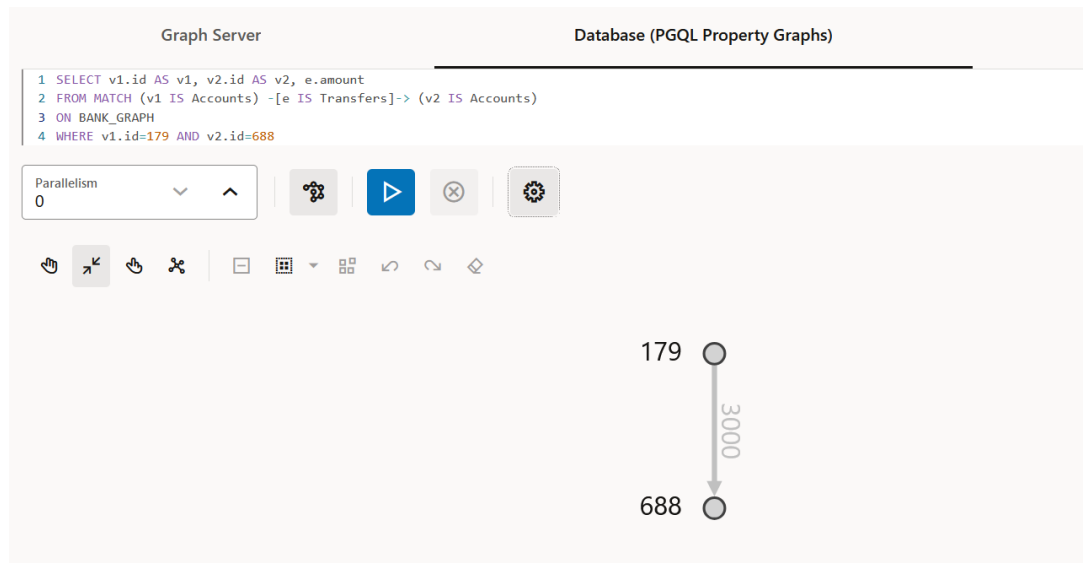 Graph Server
Database (PGQL Property Graphs)
1 SELECT v1.id AS v1, v2.id AS v2, e.amount
2 FROM MATCH (v1 IS Accounts) -[e IS Transfers]-> (v2 IS Accounts)
3 ON BANK_GRAPH
4 WHERE v1.id=179 AND v2.id=688
Parallelism
0
179
3000
688